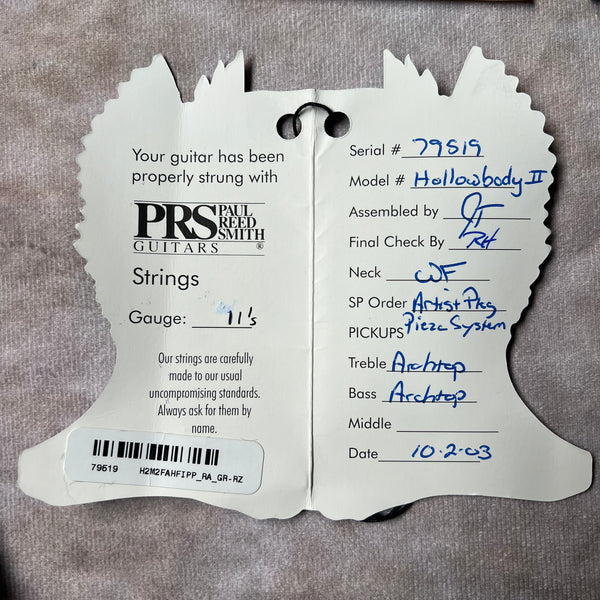 Your guitar has been
properly strung with
PRS PAUL
REED
SMITH
GUITARS ®
Strings
Gauge: 11's
Our strings are carefully
made to our usual
uncompromising standards.
Always ask for them by
name.
79519 H2M2FAHFIPP_RA_GR-RZ
Serial # 79519
Model # Hollowbody II
Assembled by JT
Final Check By RH
Neck WF
SP Order Artist Pkg
PICKUPS Piezo System
Treble Archtop
Bass Archtop
Middle
Date 10.2.03